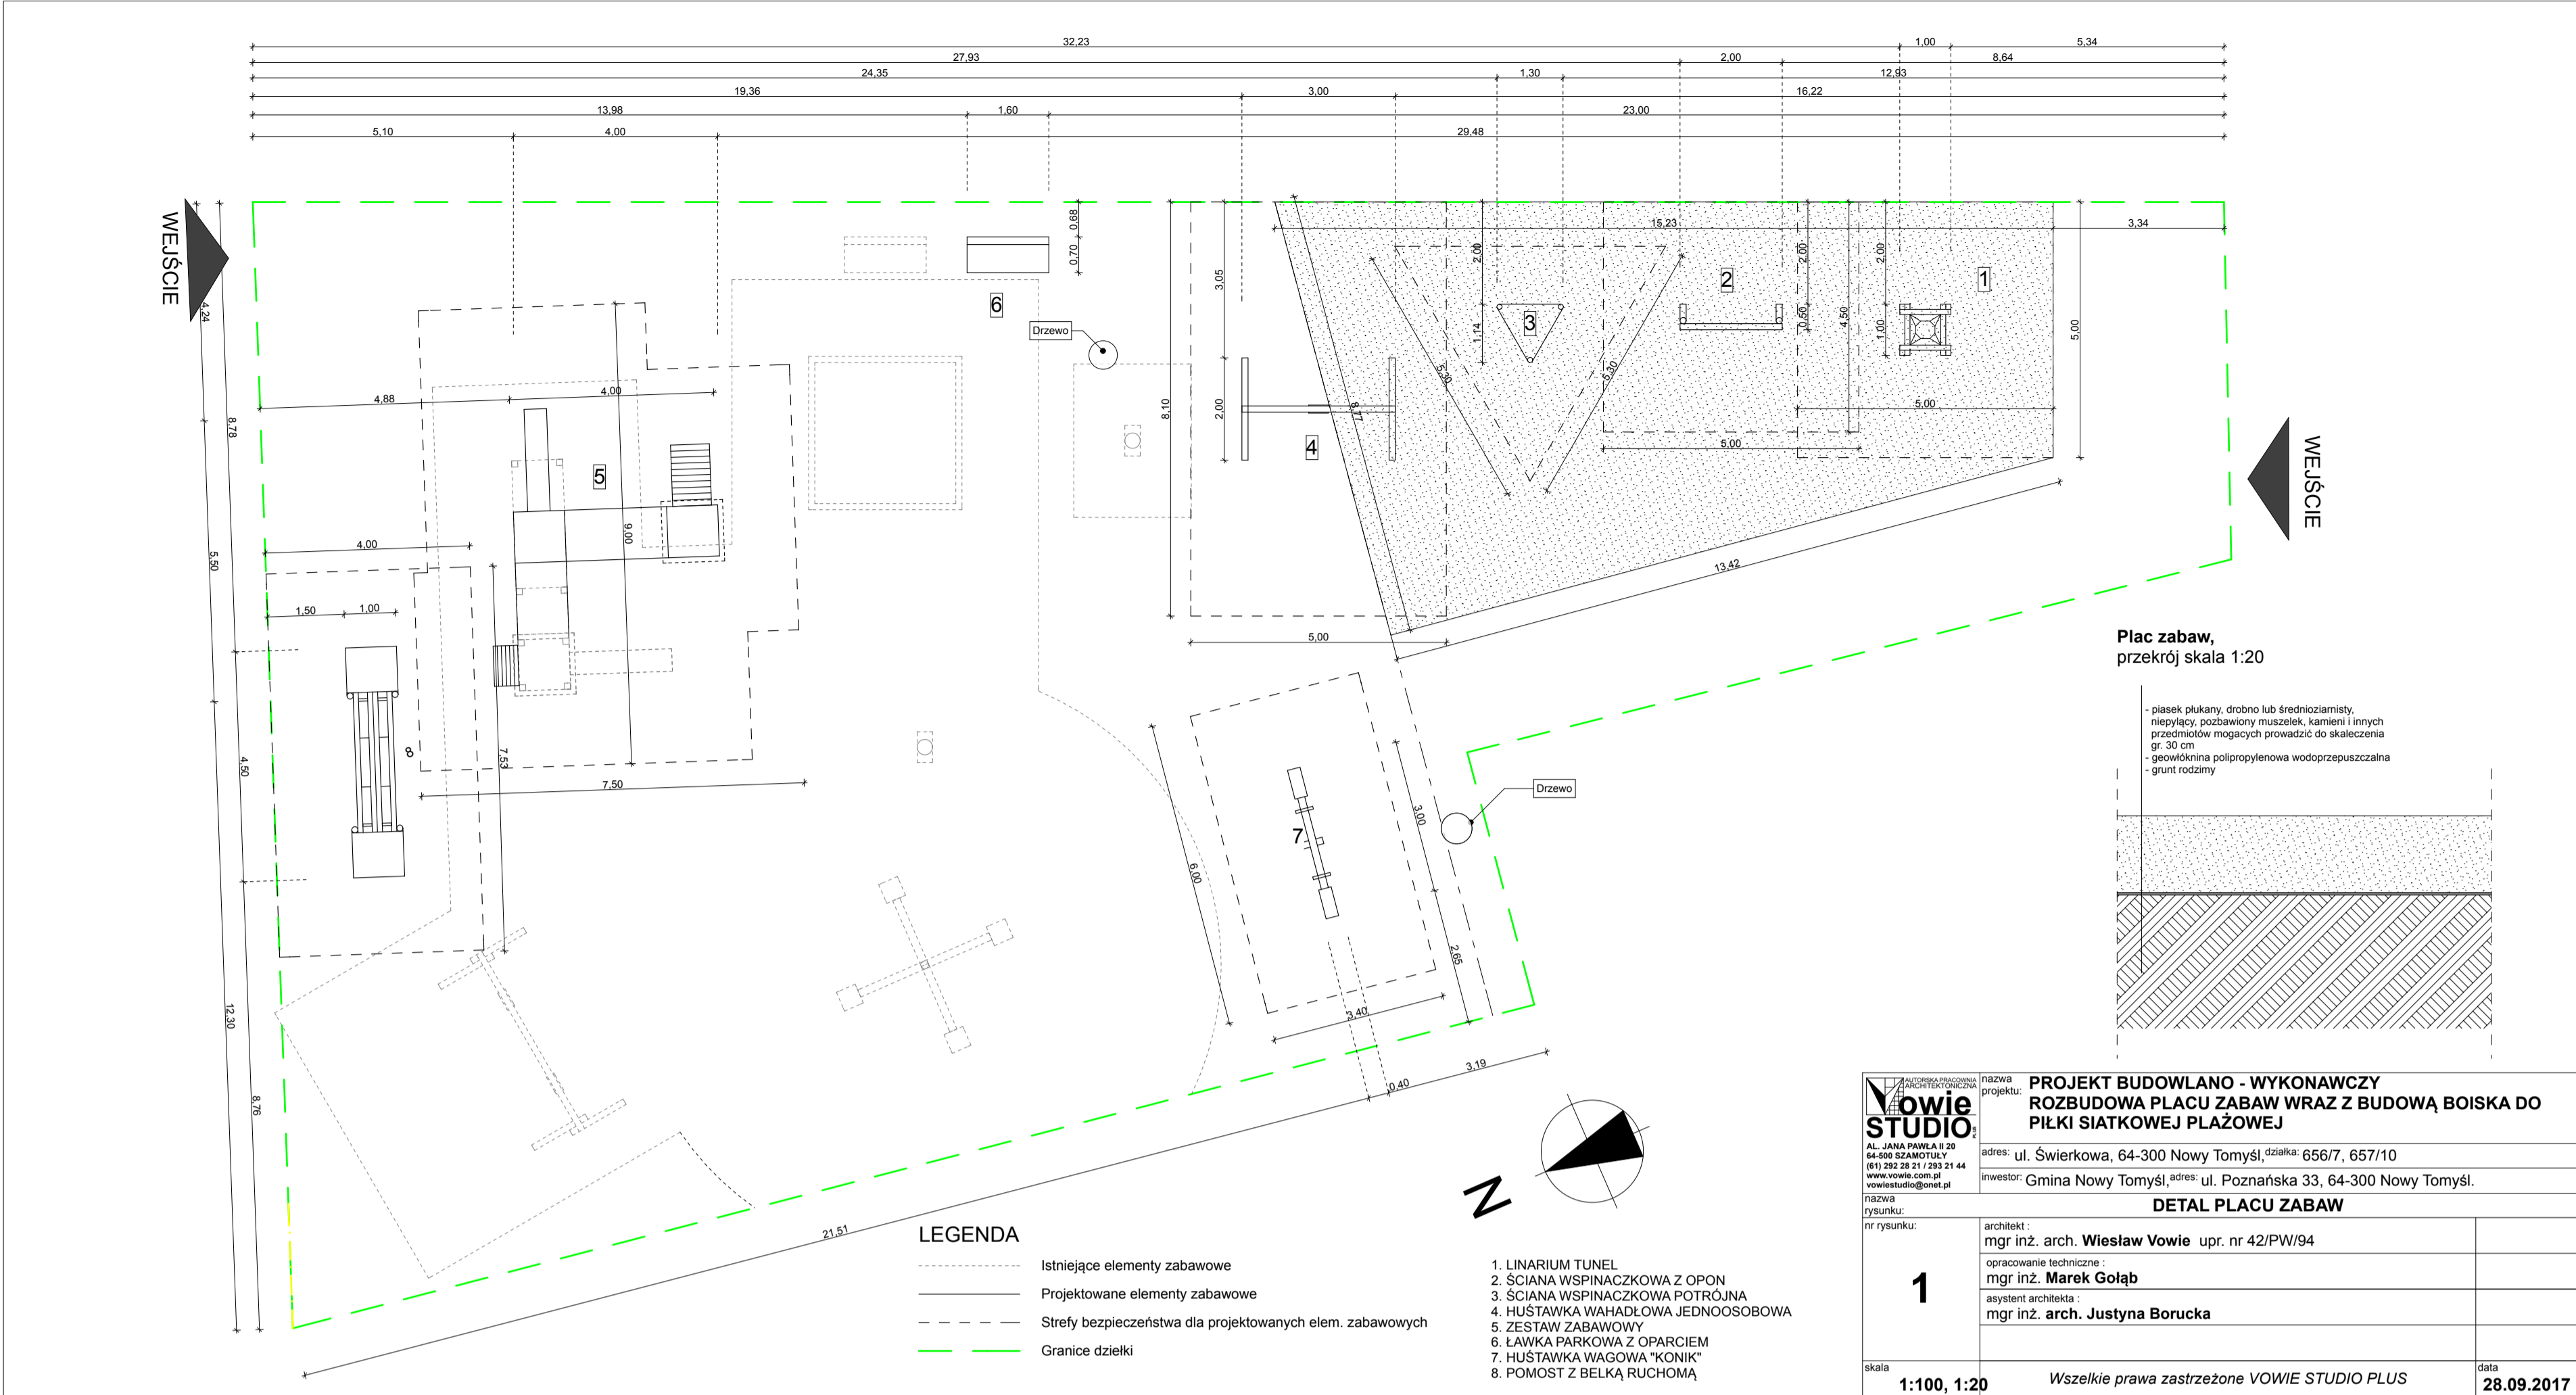 32,23 1,00 5,34
27,93 2,00 8,64
24,35 1,30 12,93
19,36 3,00 16,22
13,98 1,60 23,00
5,10 4,00 29,48
WEJŚCIE
4,24
8,78
5,50
4,50
12,30
8,76
0,68
0,70
6
Drzewo
4,88 4,00
5
9,00
4,00
1,50 1,00
8
7,53
7,50
8,10
3,05
2,00
4
5,00
15,23
3,34
2,00
1,14
3
5,30
5,30
8,77
2
2,00
0,50
4,50
5,00
2,00
1,00
1
5,00
5,00
13,42
WEJŚCIE
7
6,00
3,00
2,65
3,40
Drzewo
0,40
3,19
21,51
N
Plac zabaw,
przekrój skala 1:20
- piasek płukany, drobno lub średnioziarnisty,
niepylący, pozbawiony muszelek, kamieni i innych
przedmiotów mogacych prowadzić do skaleczenia
gr. 30 cm
- geowłóknina polipropylenowa wodoprzepuszczalna
- grunt rodzimy
LEGENDA
Istniejące elementy zabawowe
Projektowane elementy zabawowe
Strefy bezpieczeństwa dla projektowanych elem. zabawowych
Granice dziełki
1. LINARIUM TUNEL
2. ŚCIANA WSPINACZKOWA Z OPON
3. ŚCIANA WSPINACZKOWA POTRÓJNA
4. HUŚTAWKA WAHADŁOWA JEDNOOSOBOWA
5. ZESTAW ZABAWOWY
6. ŁAWKA PARKOWA Z OPARCIEM
7. HUŚTAWKA WAGOWA "KONIK"
8. POMOST Z BELKĄ RUCHOMĄ
AUTORSKA PRACOWNIA
ARCHITEKTONICZNA
Vowie
STUDIO PLUS
AL. JANA PAWŁA II 20
64-500 SZAMOTUŁY
(61) 292 28 21 / 293 21 44
www.vowie.com.pl
vowiestudio@onet.pl
nazwa projektu: PROJEKT BUDOWLANO - WYKONAWCZY
ROZBUDOWA PLACU ZABAW WRAZ Z BUDOWĄ BOISKA DO
PIŁKI SIATKOWEJ PLAŻOWEJ
adres: ul. Świerkowa, 64-300 Nowy Tomyśl, działka: 656/7, 657/10
inwestor: Gmina Nowy Tomyśl, adres: ul. Poznańska 33, 64-300 Nowy Tomyśl.
nazwa rysunku: DETAL PLACU ZABAW
nr rysunku:
1
architekt :
mgr inż. arch. Wiesław Vowie upr. nr 42/PW/94
opracowanie techniczne :
mgr inż. Marek Gołąb
asystent architekta :
mgr inż. arch. Justyna Borucka
skala
1:100, 1:20
Wszelkie prawa zastrzeżone VOWIE STUDIO PLUS
data
28.09.2017